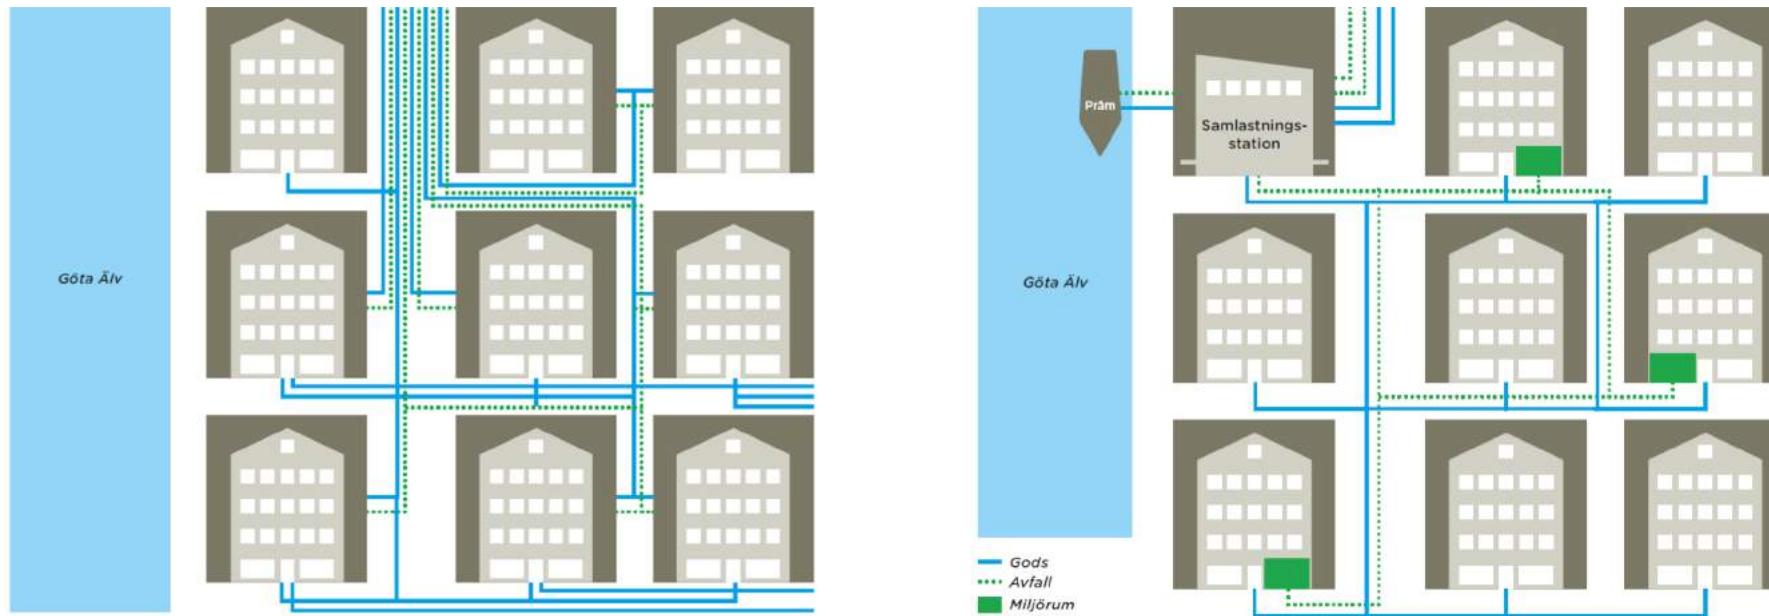 Göta Älv
Pråm
Samlastnings-
station
Göta Älv
Gods
Avfall
Miljörum